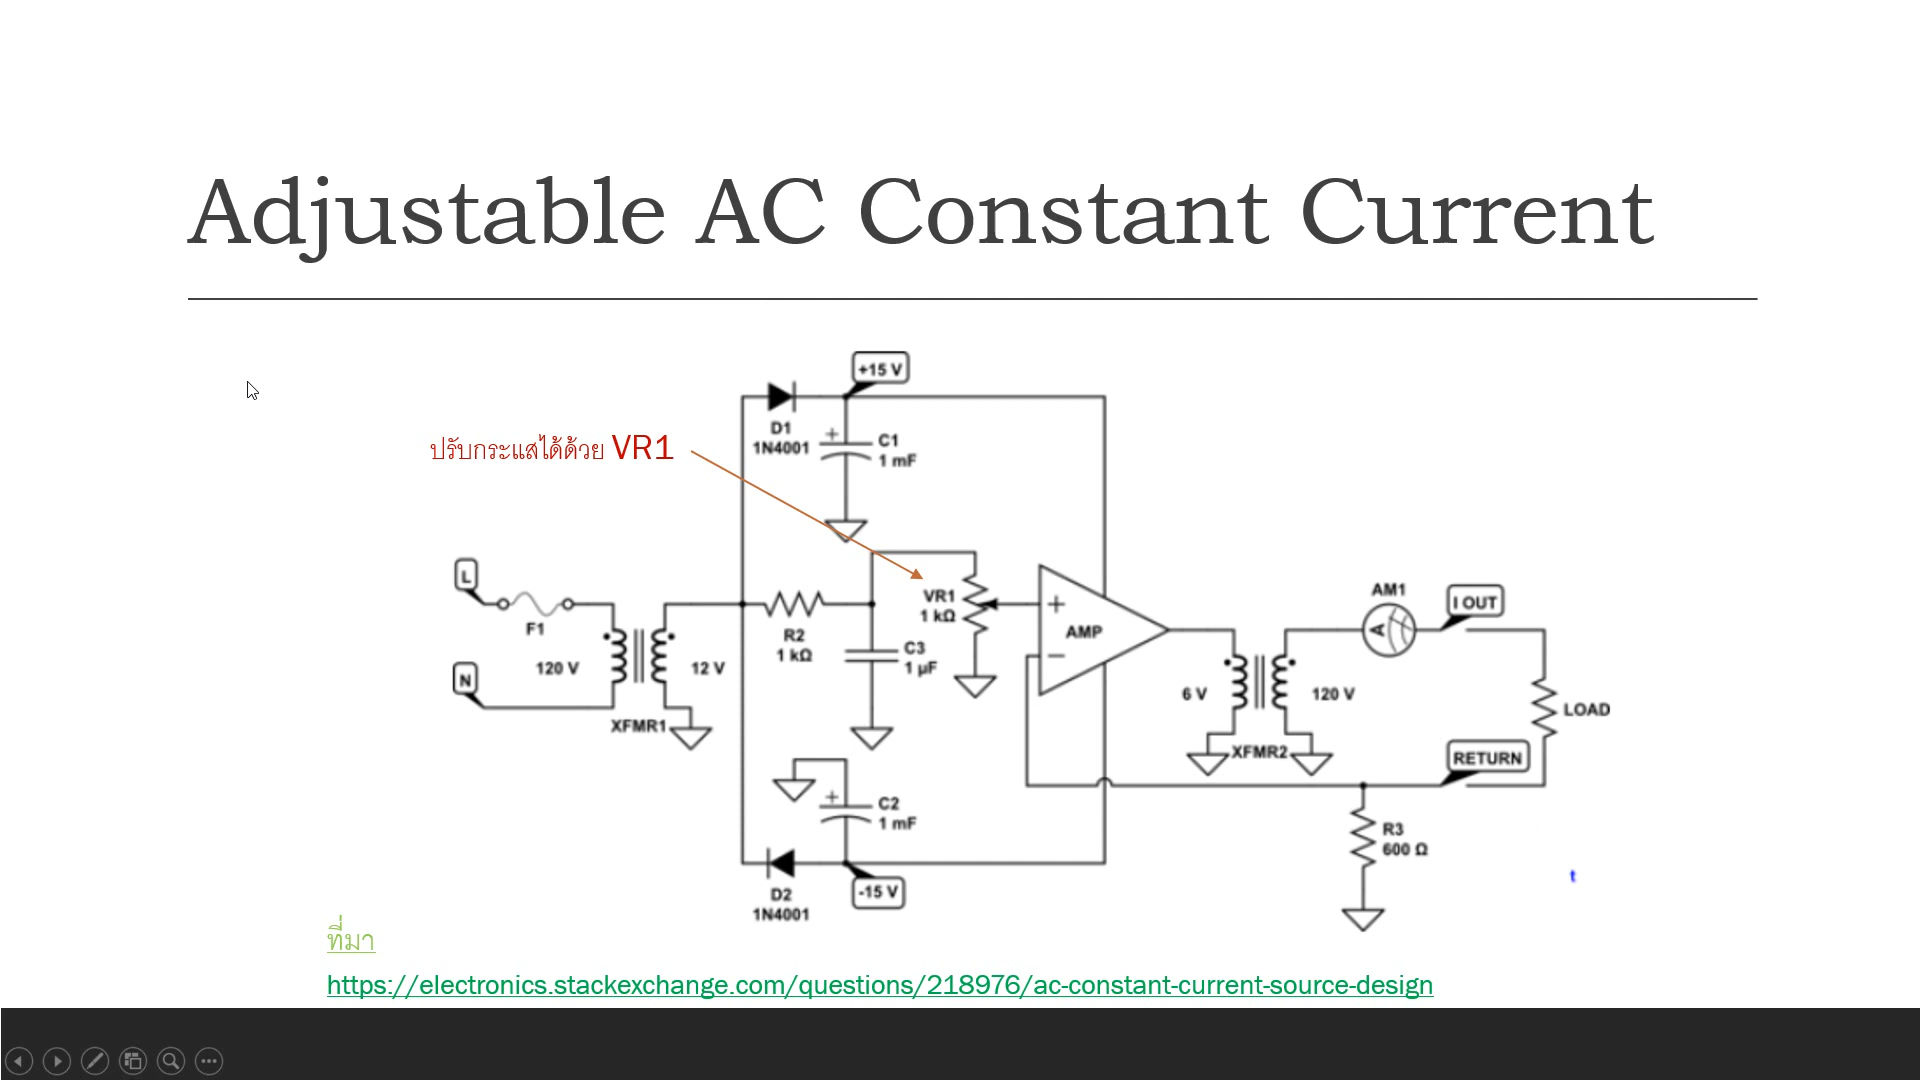 Adjustable AC Constant Current
+15 V
D1
1N4001
+
C1
1 mF
ปรับกระแสได้ด้วย VR1
L
F1
120 V
12 V
N
XFMR1
R2
1 kΩ
C3
1 µF
VR1
1 kΩ
+
AMP
−
6 V
120 V
XFMR2
AM1
A
I OUT
LOAD
RETURN
R3
600 Ω
+
C2
1 mF
-15 V
D2
1N4001
t
ที่มา
https://electronics.stackexchange.com/questions/218976/ac-constant-current-source-design